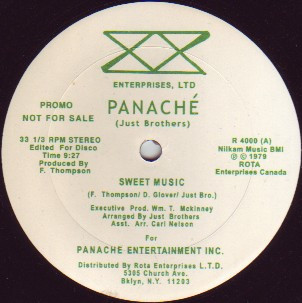 ENTERPRISES, LTD
PROMO
NOT FOR SALE
PANACHÉ
(Just Brothers)
33 1/3 RPM STEREO
Edited For Disco
Time 9:27
Produced By
F. Thompson
R 4000 (A)
Nilkam Music BMI
℗ © 1979
ROTA
Enterprises Canada
SWEET MUSIC
(F. Thompson/ D. Glover/ Just Bro.)
Executive Prod. Wm. T. Mckinney
Arranged By Just Brothers
Asst. Arr. Carl Nelson
For
PANACHE ENTERTAINMENT INC.
Distributed By Rota Enterprises L.T.D.
5305 Church Ave.
Bklyn, N.Y. 11203